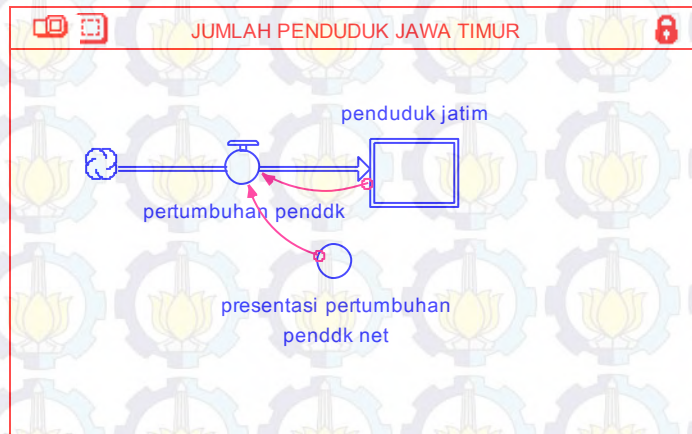 JUMLAH PENDUDUK JAWA TIMUR
penduduk jatim
pertumbuhan penddk
presentasi pertumbuhan
penddk net